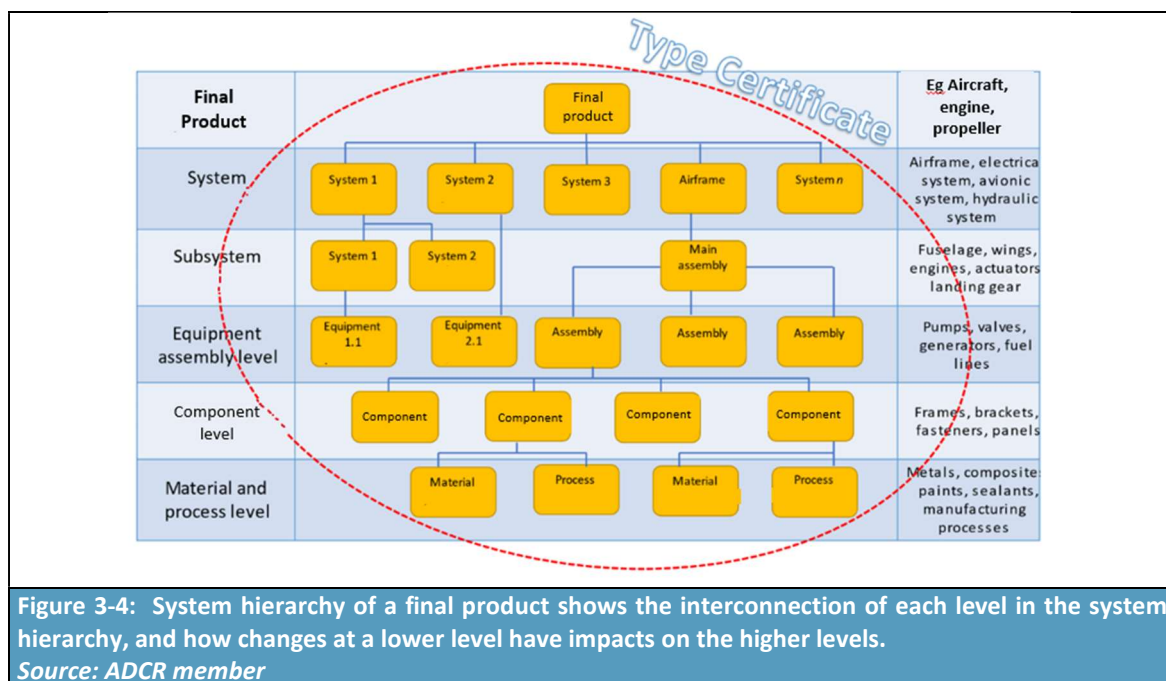 Type Certificate
Final
Product
Final
product
Eg Aircraft,
engine,
propeller
System
System 1
System 2
System 3
Airframe
System n
Airframe, electrica
system, avionic
system, hydraulic
system
Subsystem
System 1
System 2
Main
assembly
Fuselage, wings,
engines, actuators
landing gear
Equipment
assembly level
Equipment
1.1
Equipment
2.1
Assembly
Assembly
Assembly
Pumps, valves,
generators, fuel
lines
Component
level
Component
Component
Component
Component
Frames, brackets,
fasteners, panels
Material and
process level
Material
Process
Material
Process
Metals, composite
paints, sealants,
manufacturing
processes
Figure 3-4: System hierarchy of a final product shows the interconnection of each level in the system
hierarchy, and how changes at a lower level have impacts on the higher levels.
Source: ADCR member